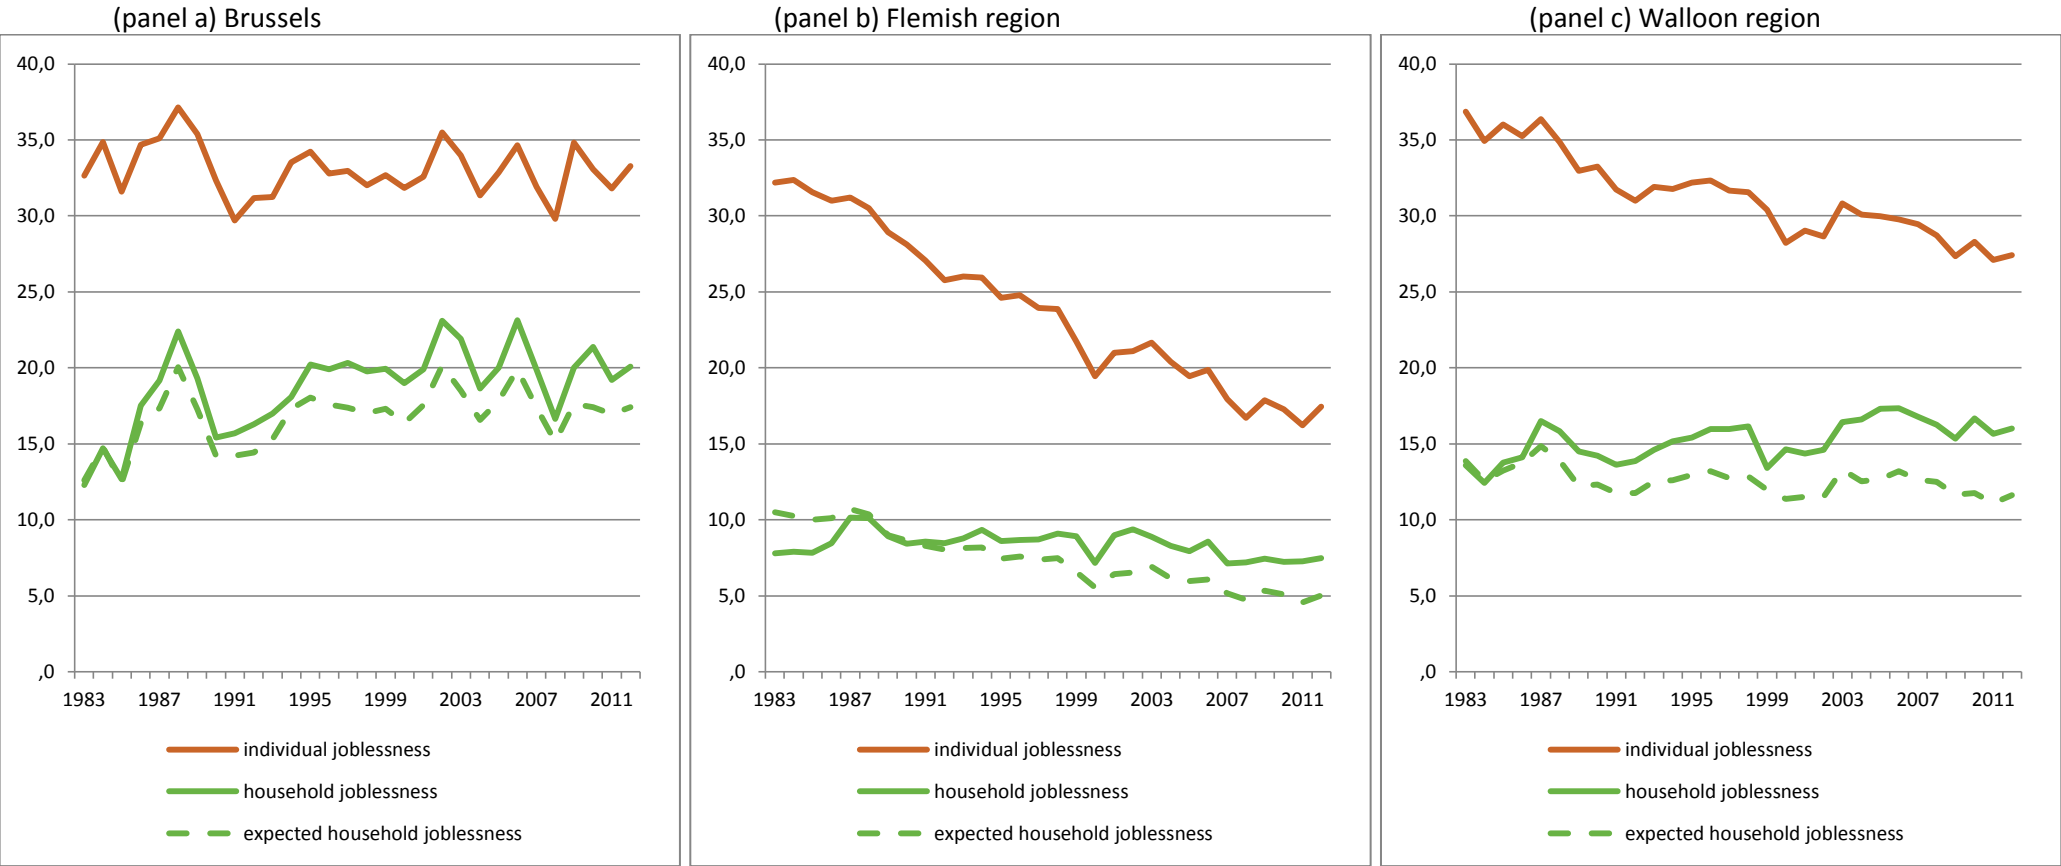 (panel a) Brussels
40,0
35,0
30,0
25,0
20,0
15,0
10,0
5,0
,0
1983 1987 1991 1995 1999 2003 2007 2011
individual joblessness
household joblessness
expected household joblessness
(panel b) Flemish region
40,0
35,0
30,0
25,0
20,0
15,0
10,0
5,0
,0
1983 1987 1991 1995 1999 2003 2007 2011
individual joblessness
household joblessness
expected household joblessness
(panel c) Walloon region
40,0
35,0
30,0
25,0
20,0
15,0
10,0
5,0
,0
1983 1987 1991 1995 1999 2003 2007 2011
individual joblessness
household joblessness
expected household joblessness